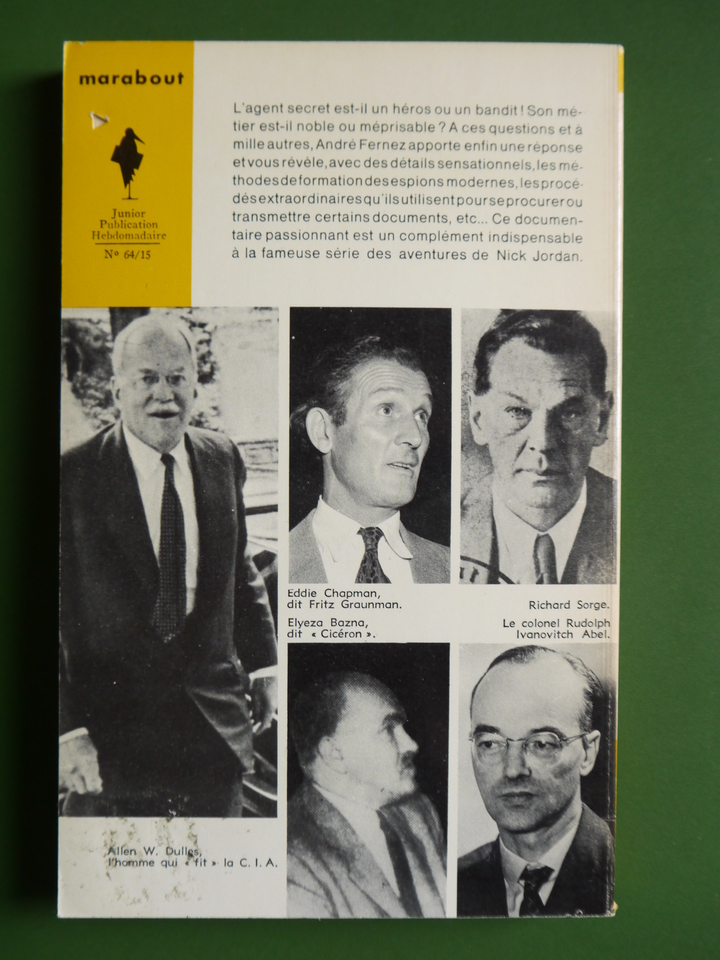 marabout
Junior
Publication
Hebdomadaire
Nº 64/15
L'agent secret est-il un héros ou un bandit! Son mé-
tier est-il noble ou méprisable? A ces questions et à
mille autres, André Fernez apporte enfin une réponse
et vous révèle, avec des détails sensationnels, les mé-
thodes de formation des espions modernes, les procé-
dés extraordinaires qu'ils utilisent pour se procurer ou
transmettre certains documents, etc... Ce documen-
taire passionnant est un complément indispensable
à la fameuse série des aventures de Nick Jordan.
Eddie Chapman,
dit Fritz Graunman.
Richard Sorge.
Elyeza Bazna,
dit « Cicéron ».
Le colonel Rudolph
Ivanovitch Abel.
Allen W. Dulles,
l'homme qui « fit » la C.I.A.